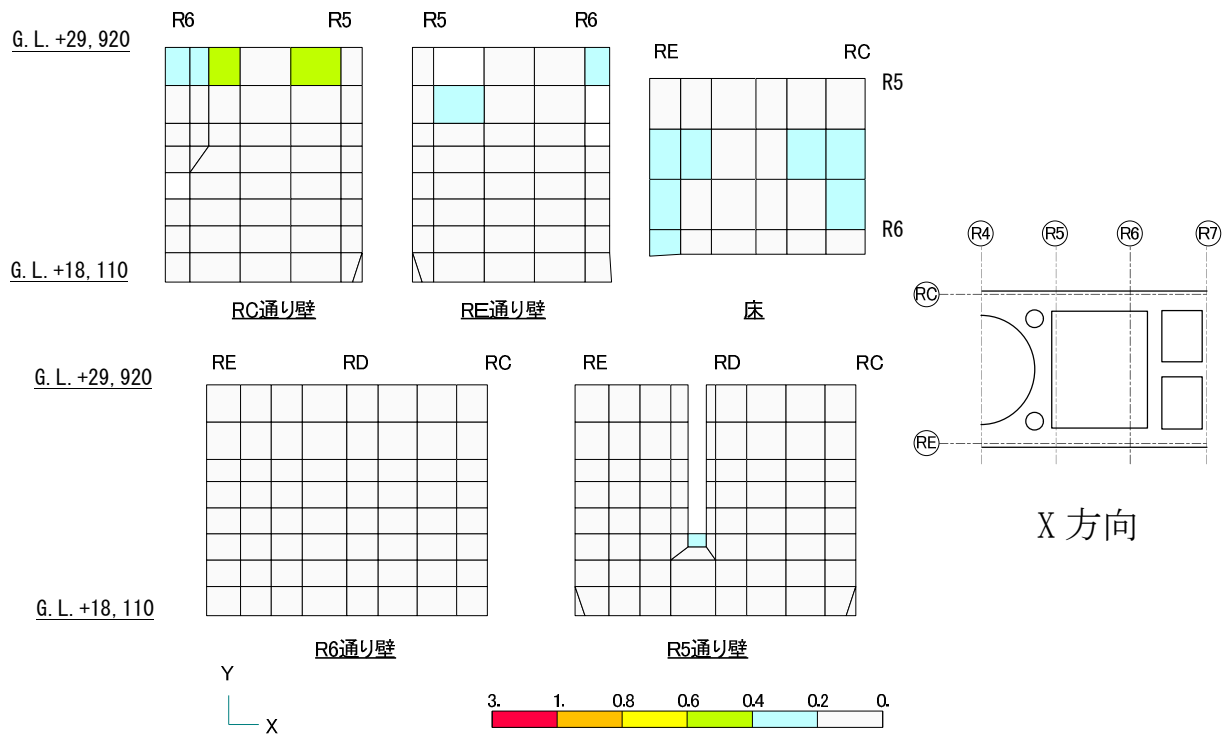 R6 R5 R5 R6
G.L.+29,920
RE RC
R5
R6
G.L.+18,110
RC通り壁 RE通り壁 床
R4 R5 R6 R7
RC
RE
X 方向
RE RD RC RE RD RC
G.L.+29,920
G.L.+18,110
R6通り壁 R5通り壁
Y
X
3. 1. 0.8 0.6 0.4 0.2 0.